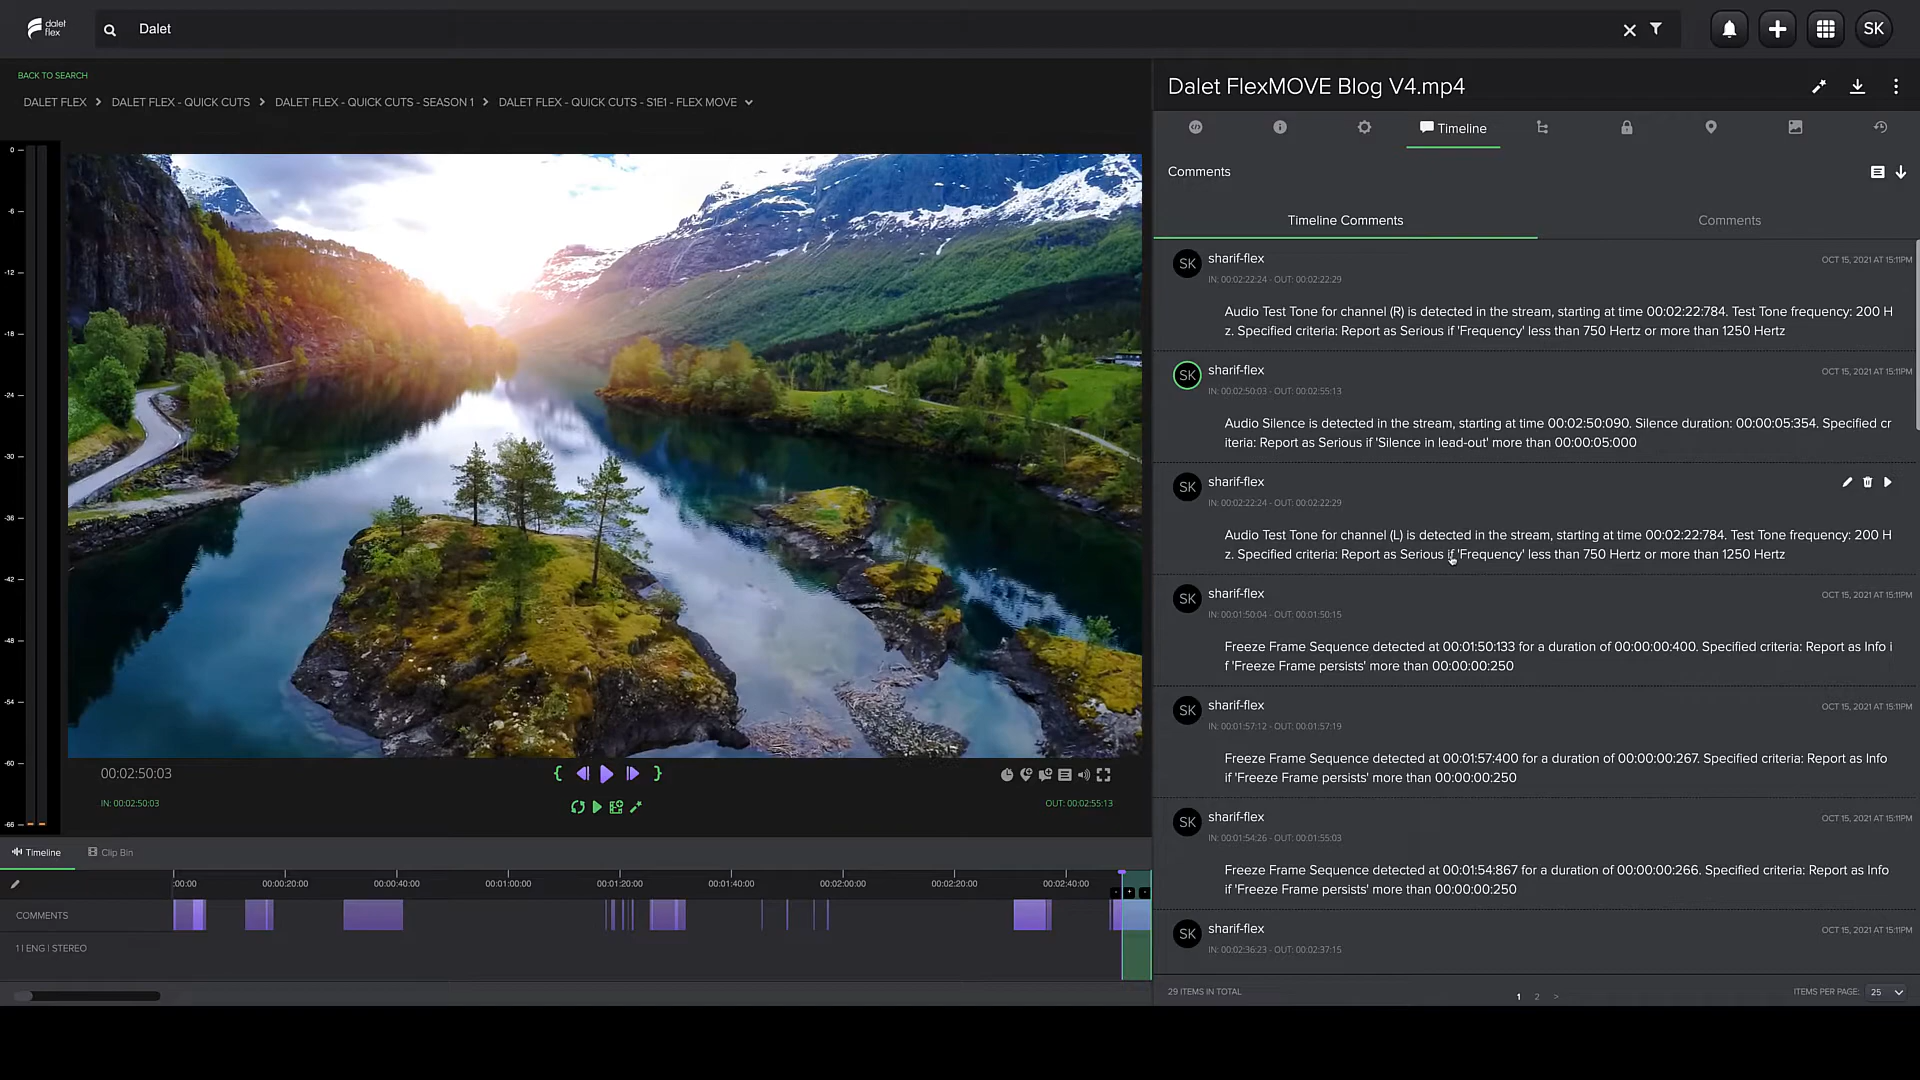 dalet flex
Dalet
SK
BACK TO SEARCH
DALET FLEX > DALET FLEX - QUICK CUTS > DALET FLEX - QUICK CUTS - SEASON 1 > DALET FLEX - QUICK CUTS - S1E1 - FLEX MOVE
0
-6
-12
-18
-24
-30
-36
-42
-48
-54
-60
-66
00:02:50:03
IN: 00:02:50:03
OUT: 00:02:55:13
Timeline
Clip Bin
:00:00 00:00:20:00 00:00:40:00 00:01:00:00 00:01:20:00 00:01:40:00 00:02:00:00 00:02:20:00 00:02:40:00
COMMENTS
1 | ENG | STEREO
Dalet FlexMOVE Blog V4.mp4
Timeline
Comments
Timeline Comments
Comments
SK
sharif-flex
OCT 15, 2021 AT 15:11PM
IN: 00:02:22:24 - OUT: 00:02:22:29
Audio Test Tone for channel (R) is detected in the stream, starting at time 00:02:22:784. Test Tone frequency: 200 H
z. Specified criteria: Report as Serious if 'Frequency' less than 750 Hertz or more than 1250 Hertz
SK
sharif-flex
OCT 15, 2021 AT 15:11PM
IN: 00:02:50:03 - OUT: 00:02:55:13
Audio Silence is detected in the stream, starting at time 00:02:50:090. Silence duration: 00:00:05:354. Specified cr
iteria: Report as Serious if 'Silence in lead-out' more than 00:00:05:000
SK
sharif-flex
IN: 00:02:22:24 - OUT: 00:02:22:29
Audio Test Tone for channel (L) is detected in the stream, starting at time 00:02:22:784. Test Tone frequency: 200 H
z. Specified criteria: Report as Serious if 'Frequency' less than 750 Hertz or more than 1250 Hertz
SK
sharif-flex
OCT 15, 2021 AT 15:11PM
IN: 00:01:50:04 - OUT: 00:01:50:15
Freeze Frame Sequence detected at 00:01:50:133 for a duration of 00:00:00:400. Specified criteria: Report as Info i
f 'Freeze Frame persists' more than 00:00:00:250
SK
sharif-flex
OCT 15, 2021 AT 15:11PM
IN: 00:01:57:12 - OUT: 00:01:57:19
Freeze Frame Sequence detected at 00:01:57:400 for a duration of 00:00:00:267. Specified criteria: Report as Info
if 'Freeze Frame persists' more than 00:00:00:250
SK
sharif-flex
OCT 15, 2021 AT 15:11PM
IN: 00:01:54:26 - OUT: 00:01:55:03
Freeze Frame Sequence detected at 00:01:54:867 for a duration of 00:00:00:266. Specified criteria: Report as Info
if 'Freeze Frame persists' more than 00:00:00:250
SK
sharif-flex
OCT 15, 2021 AT 15:11PM
IN: 00:02:36:23 - OUT: 00:02:37:15
29 ITEMS IN TOTAL
1 2 >
ITEMS PER PAGE: 25